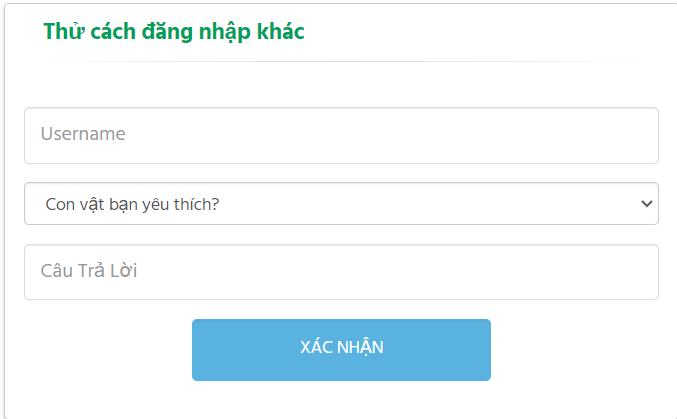 Thử cách đăng nhập khác
Username
Con vật bạn yêu thích?
Câu Trả Lời
XÁC NHẬN